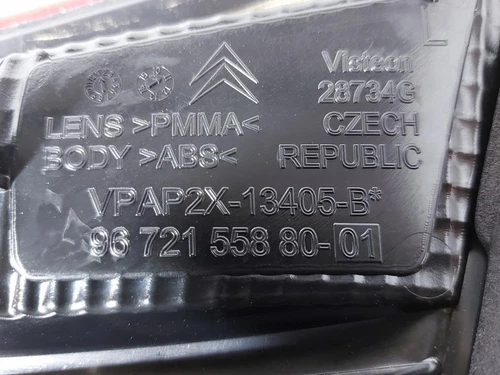 Visteon
28734G
LENS >PMMA< CZECH
BODY >ABS< REPUBLIC
VPAP2X-13405-B*
96 721 558 80-01